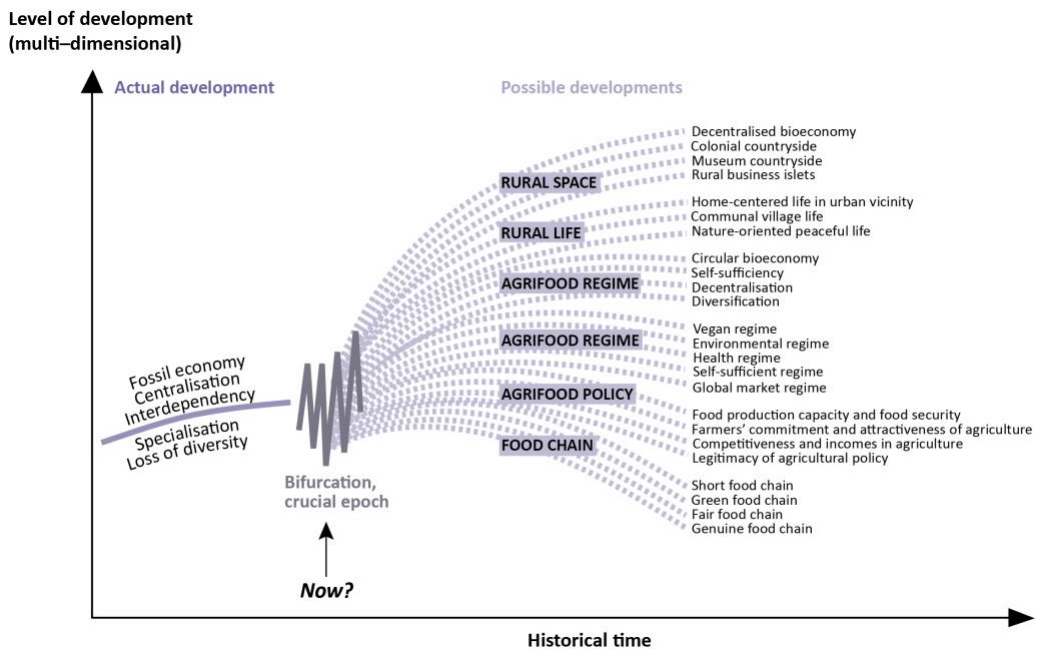 Level of development
(multi–dimensional)
Actual development
Possible developments
Decentralised bioeconomy
Colonial countryside
Museum countryside
Rural business islets
RURAL SPACE
Home-centered life in urban vicinity
Communal village life
Nature-oriented peaceful life
RURAL LIFE
Circular bioeconomy
Self-sufficiency
Decentralisation
Diversification
AGRIFOOD REGIME
Vegan regime
Environmental regime
Health regime
Self-sufficient regime
Global market regime
AGRIFOOD REGIME
Food production capacity and food security
Farmers’ commitment and attractiveness of agriculture
Competitiveness and incomes in agriculture
Legitimacy of agricultural policy
AGRIFOOD POLICY
Short food chain
Green food chain
Fair food chain
Genuine food chain
FOOD CHAIN
Fossil economy
Centralisation
Interdependency
Specialisation
Loss of diversity
Bifurcation,
crucial epoch
Now?
Historical time